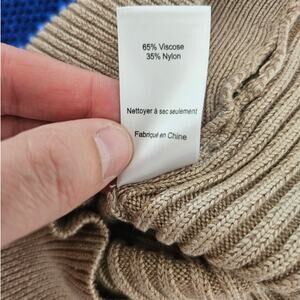 65% Viscose
35% Nylon
Nettoyer à sec seulement
Fabriqué en Chine